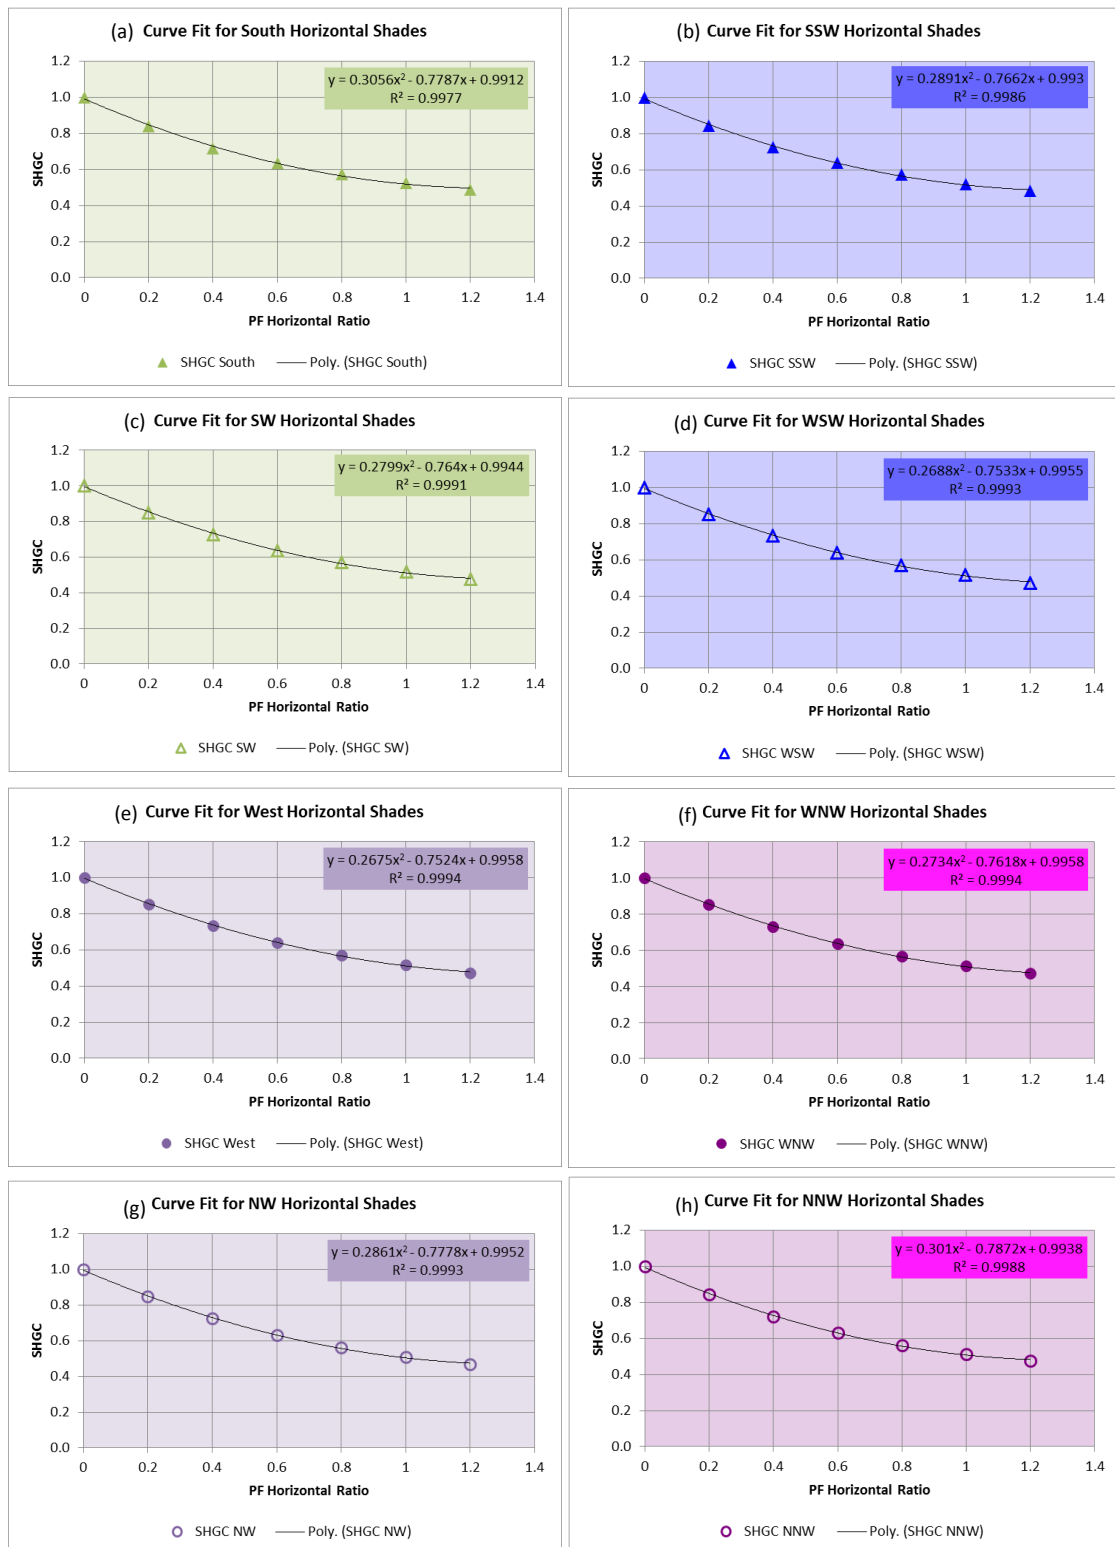 (a) Curve Fit for South Horizontal Shades
y = 0.3056x² - 0.7787x + 0.9912
R² = 0.9977
1.2
1.0
0.8
0.6
0.4
0.2
0.0
SHGC
0 0.2 0.4 0.6 0.8 1 1.2 1.4
PF Horizontal Ratio
SHGC South Poly. (SHGC South)
(b) Curve Fit for SSW Horizontal Shades
y = 0.2891x² - 0.7662x + 0.993
R² = 0.9986
1.2
1.0
0.8
0.6
0.4
0.2
0.0
SHGC
0 0.2 0.4 0.6 0.8 1 1.2 1.4
PF Horizontal Ratio
SHGC SSW Poly. (SHGC SSW)
(c) Curve Fit for SW Horizontal Shades
y = 0.2799x² - 0.764x + 0.9944
R² = 0.9991
1.2
1.0
0.8
0.6
0.4
0.2
0.0
SHGC
0 0.2 0.4 0.6 0.8 1 1.2 1.4
PF Horizontal Ratio
SHGC SW Poly. (SHGC SW)
(d) Curve Fit for WSW Horizontal Shades
y = 0.2688x² - 0.7533x + 0.9955
R² = 0.9993
1.2
1.0
0.8
0.6
0.4
0.2
0.0
SHGC
0 0.2 0.4 0.6 0.8 1 1.2 1.4
PF Horizontal Ratio
SHGC WSW Poly. (SHGC WSW)
(e) Curve Fit for West Horizontal Shades
y = 0.2675x² - 0.7524x + 0.9958
R² = 0.9994
1.2
1.0
0.8
0.6
0.4
0.2
0.0
SHGC
0 0.2 0.4 0.6 0.8 1 1.2 1.4
PF Horizontal Ratio
SHGC West Poly. (SHGC West)
(f) Curve Fit for WNW Horizontal Shades
y = 0.2734x² - 0.7618x + 0.9958
R² = 0.9994
1.2
1.0
0.8
0.6
0.4
0.2
0.0
SHGC
0 0.2 0.4 0.6 0.8 1 1.2 1.4
PF Horizontal Ratio
SHGC WNW Poly. (SHGC WNW)
(g) Curve Fit for NW Horizontal Shades
y = 0.2861x² - 0.7778x + 0.9952
R² = 0.9993
1.2
1.0
0.8
0.6
0.4
0.2
0.0
SHGC
0 0.2 0.4 0.6 0.8 1 1.2 1.4
PF Horizontal Ratio
SHGC NW Poly. (SHGC NW)
(h) Curve Fit for NNW Horizontal Shades
y = 0.301x² - 0.7872x + 0.9938
R² = 0.9988
1.2
1.0
0.8
0.6
0.4
0.2
0.0
SHGC
0 0.2 0.4 0.6 0.8 1 1.2 1.4
PF Horizontal Ratio
SHGC NNW Poly. (SHGC NNW)